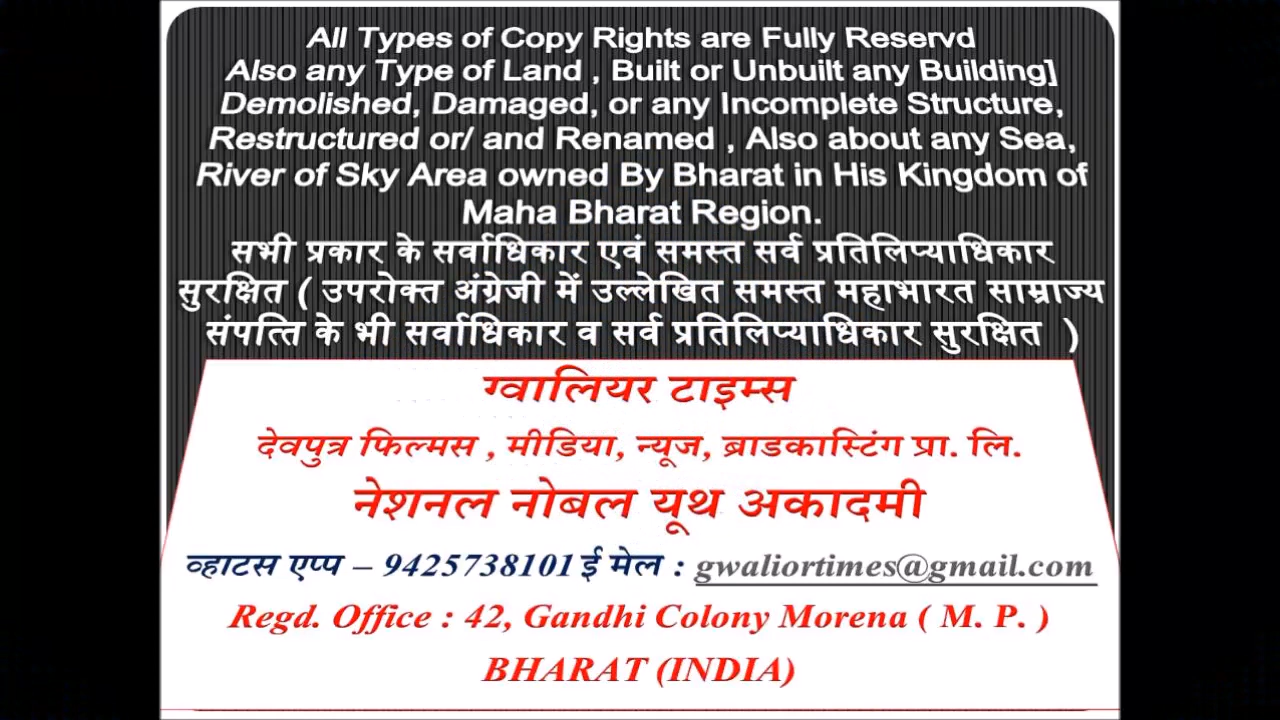 All Types of Copy Rights are Fully Reservd
Also any Type of Land , Built or Unbuilt any Building]
Demolished, Damaged, or any Incomplete Structure,
Restructured or/ and Renamed , Also about any Sea,
River of Sky Area owned By Bharat in His Kingdom of
Maha Bharat Region.
सभी प्रकार के सर्वाधिकार एवं समस्त सर्व प्रतिलिप्याधिकार
सुरक्षित ( उपरोक्त अंग्रेजी में उल्लेखित समस्त महाभारत साम्राज्य
संपत्ति के भी सर्वाधिकार व सर्व प्रतिलिप्याधिकार सुरक्षित )
ग्वालियर टाइम्स
देवपुत्र फिल्मस , मीडिया, न्यूज, ब्राडकास्टिंग प्रा. लि.
नेशनल नोबल यूथ अकादमी
व्हाटस एप्प – 9425738101 ई मेल : gwaliortimes@gmail.com
Regd. Office : 42, Gandhi Colony Morena ( M. P. )
BHARAT (INDIA)